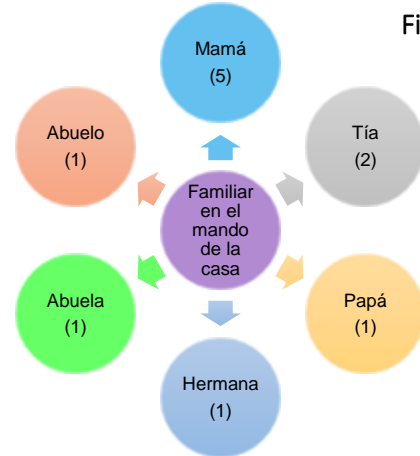 Fi
Mamá
(5)
Abuelo
(1)
Tía
(2)
Familiar
en el
mando
de la
casa
Abuela
(1)
Papá
(1)
Hermana
(1)